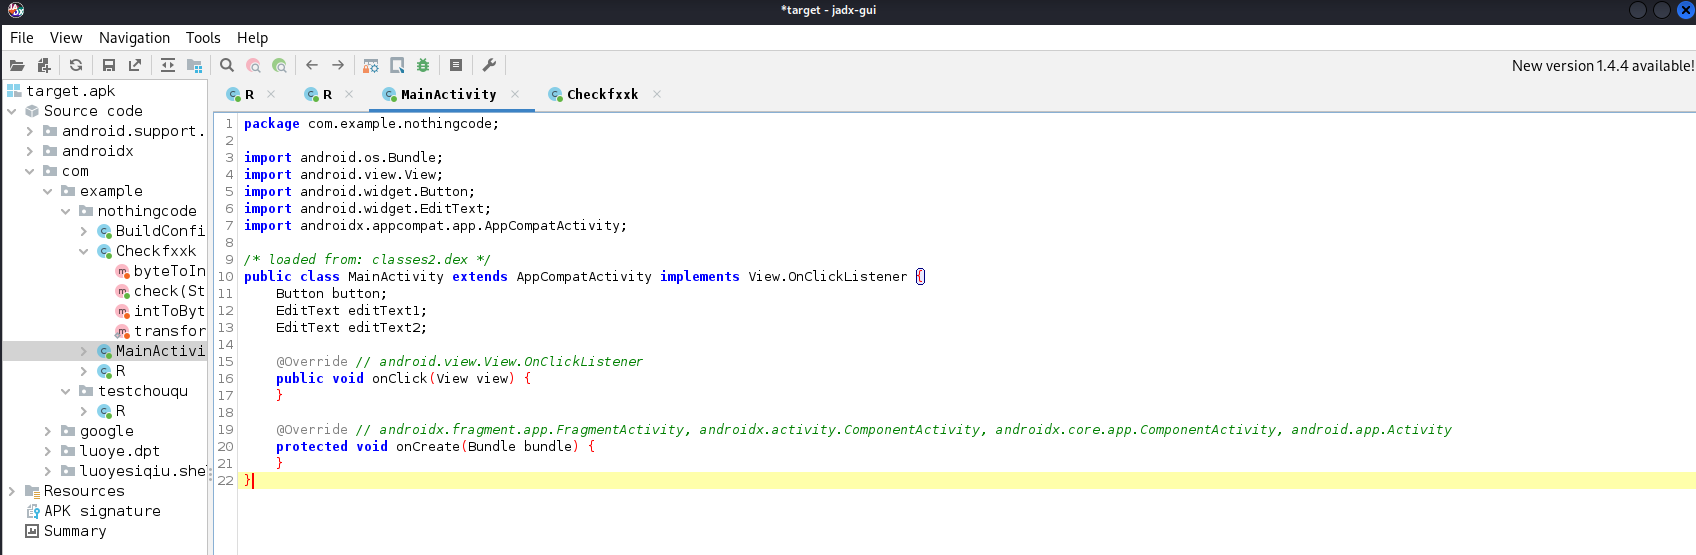 *target - jadx-gui
File View Navigation Tools Help
New version 1.4.4 available!
target.apk
Source code
android.support.
androidx
com
example
nothingcode
BuildConfi
Checkfxxk
byteToIn
check(St
intToByt
transfor
MainActivi
R
testchouqu
R
google
luoye.dpt
luoyesiqiu.she
Resources
APK signature
Summary
R R MainActivity Checkfxxk
1 package com.example.nothingcode;
2
3 import android.os.Bundle;
4 import android.view.View;
5 import android.widget.Button;
6 import android.widget.EditText;
7 import androidx.appcompat.app.AppCompatActivity;
8
9 /* loaded from: classes2.dex */
10 public class MainActivity extends AppCompatActivity implements View.OnClickListener {
11 Button button;
12 EditText editText1;
13 EditText editText2;
14
15 @Override // android.view.View.OnClickListener
16 public void onClick(View view) {
17 }
18
19 @Override // androidx.fragment.app.FragmentActivity, androidx.activity.ComponentActivity, androidx.core.app.ComponentActivity, android.app.Activity
20 protected void onCreate(Bundle bundle) {
21 }
22 }